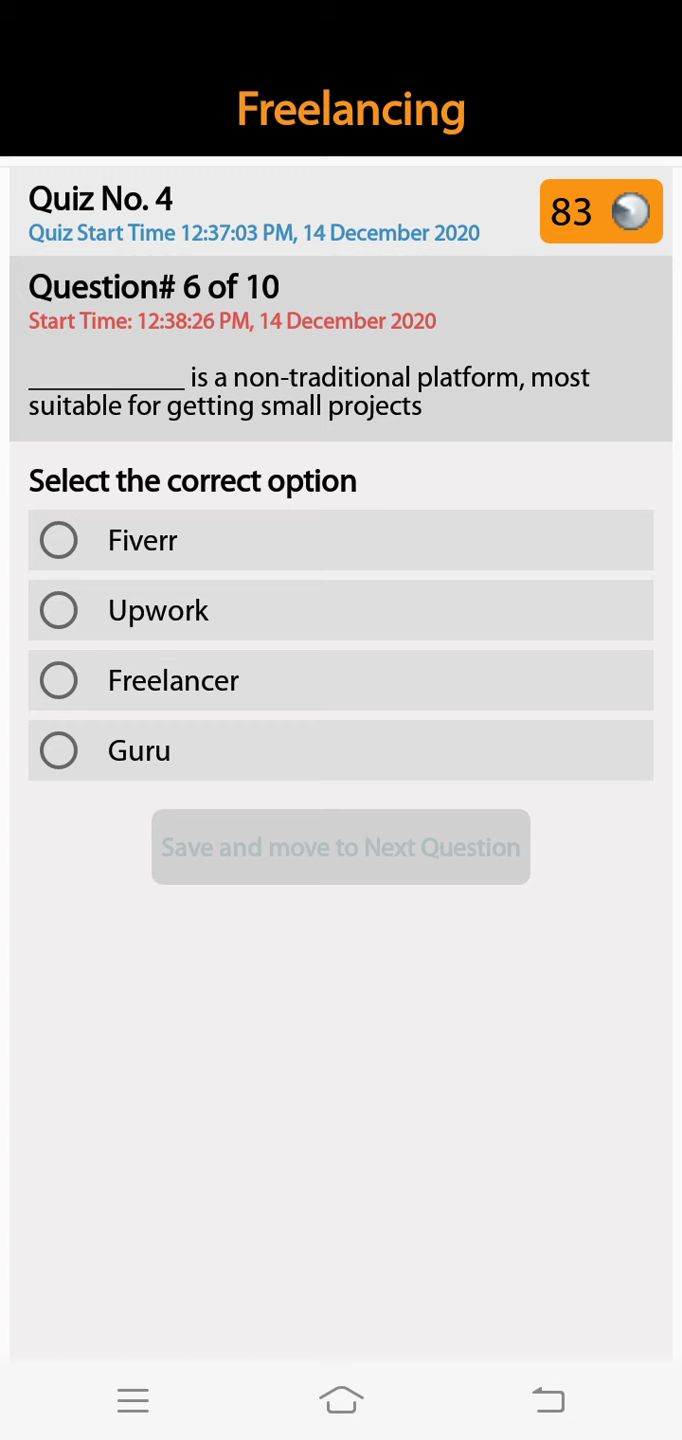 Freelancing
Quiz No. 4
83
Quiz Start Time 12:37:03 PM, 14 December 2020
Question# 6 of 10
Start Time: 12:38:26 PM, 14 December 2020
___________ is a non-traditional platform, most
suitable for getting small projects
Select the correct option
Fiverr
Upwork
Freelancer
Guru
Save and move to Next Question